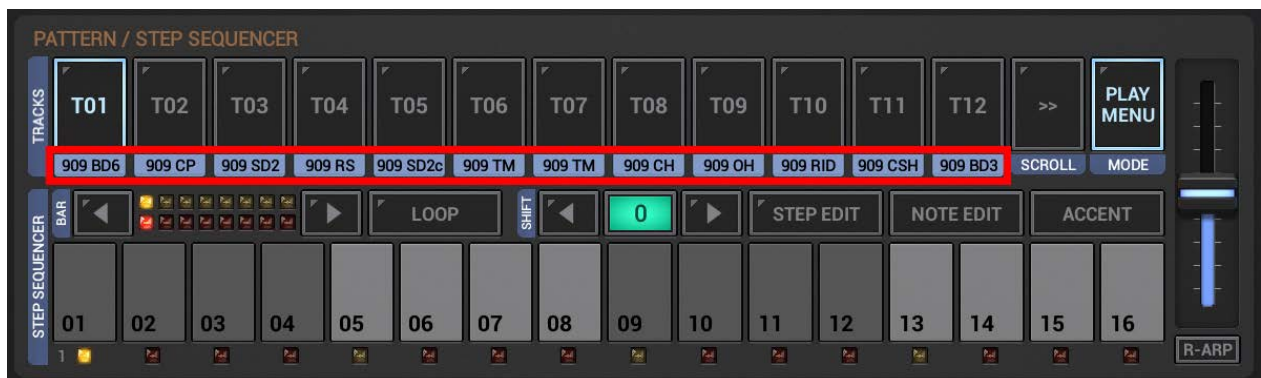 PATTERN / STEP SEQUENCER
TRACKS
T01 T02 T03 T04 T05 T06 T07 T08 T09 T10 T11 T12 >> PLAY MENU
909 BD6 909 CP 909 SD2 909 RS 909 SD2c 909 TM 909 TM 909 CH 909 OH 909 RID 909 CSH 909 BD3 SCROLL MODE
STEP SEQUENCER
BAR LOOP SHIFT 0 STEP EDIT NOTE EDIT ACCENT
01 02 03 04 05 06 07 08 09 10 11 12 13 14 15 16
1 R-ARP